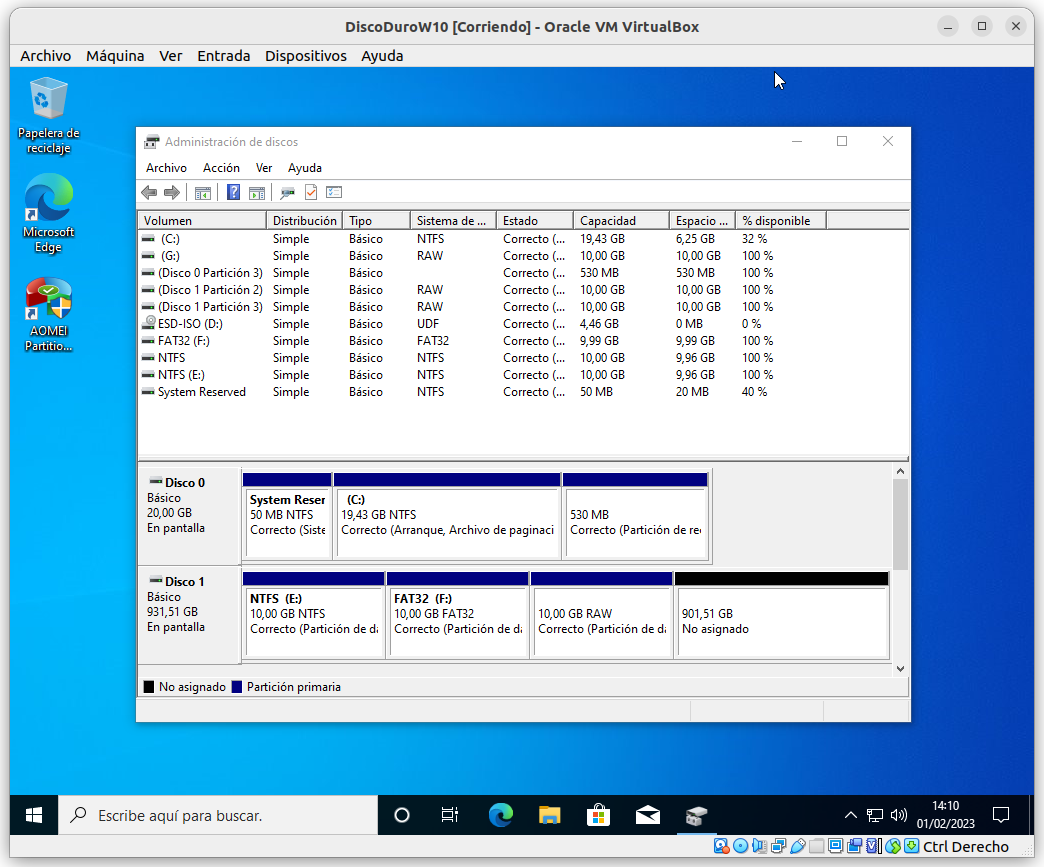 DiscoDuroW10 [Corriendo] - Oracle VM VirtualBox
Archivo Máquina Ver Entrada Dispositivos Ayuda
Papelera de
reciclaje
Microsoft
Edge
AOMEI
Partitio...
Administración de discos
Archivo Acción Ver Ayuda
Volumen Distribución Tipo Sistema de ... Estado Capacidad Espacio ... % disponible
(C:) Simple Básico NTFS Correcto (... 19,43 GB 6,25 GB 32 %
(G:) Simple Básico RAW Correcto (... 10,00 GB 10,00 GB 100 %
(Disco 0 Partición 3) Simple Básico Correcto (... 530 MB 530 MB 100 %
(Disco 1 Partición 2) Simple Básico RAW Correcto (... 10,00 GB 10,00 GB 100 %
(Disco 1 Partición 3) Simple Básico RAW Correcto (... 10,00 GB 10,00 GB 100 %
ESD-ISO (D:) Simple Básico UDF Correcto (... 4,46 GB 0 MB 0 %
FAT32 (F:) Simple Básico FAT32 Correcto (... 9,99 GB 9,99 GB 100 %
NTFS Simple Básico NTFS Correcto (... 10,00 GB 9,96 GB 100 %
NTFS (E:) Simple Básico NTFS Correcto (... 10,00 GB 9,96 GB 100 %
System Reserved Simple Básico NTFS Correcto (... 50 MB 20 MB 40 %
Disco 0
Básico
20,00 GB
En pantalla
System Reser
50 MB NTFS
Correcto (Siste
(C:)
19,43 GB NTFS
Correcto (Arranque, Archivo de paginaci
530 MB
Correcto (Partición de re
Disco 1
Básico
931,51 GB
En pantalla
NTFS (E:)
10,00 GB NTFS
Correcto (Partición de da
FAT32 (F:)
10,00 GB FAT32
Correcto (Partición de da
10,00 GB RAW
Correcto (Partición de da
901,51 GB
No asignado
No asignado Partición primaria
Escribe aquí para buscar.
14:10
01/02/2023
Ctrl Derecho